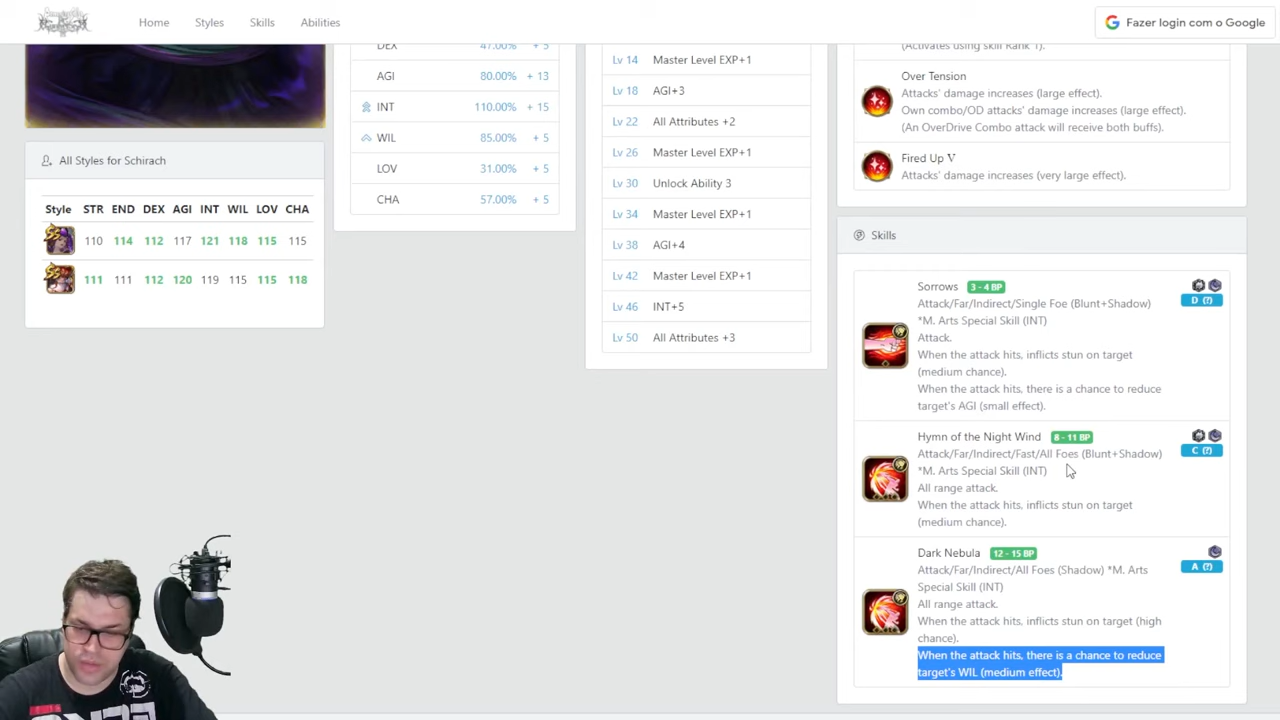 Home Styles Skills Abilities
Fazer login com o Google
DEX 47.00% + 5
AGI 80.00% + 13
INT 110.00% + 15
WIL 85.00% + 5
LOV 31.00% + 5
CHA 57.00% + 5
Lv 14 Master Level EXP+1
Lv 18 AGI+3
Lv 22 All Attributes +2
Lv 26 Master Level EXP+1
Lv 30 Unlock Ability 3
Lv 34 Master Level EXP+1
Lv 38 AGI+4
Lv 42 Master Level EXP+1
Lv 46 INT+5
Lv 50 All Attributes +3
All Styles for Schirach
Style STR END DEX AGI INT WIL LOV CHA
SS 110 114 112 117 121 118 115 115
SS 111 111 112 120 119 115 115 118
(Activates using skill Rank 1).
Over Tension
Attacks' damage increases (large effect).
Own combo/OD attacks' damage increases (large effect).
(An OverDrive Combo attack will receive both buffs).
Fired Up V
Attacks' damage increases (very large effect).
Skills
Sorrows 3 - 4 BP
D (?)
Attack/Far/Indirect/Single Foe (Blunt+Shadow)
*M. Arts Special Skill (INT)
Attack.
When the attack hits, inflicts stun on target
(medium chance).
When the attack hits, there is a chance to reduce
target's AGI (small effect).
Hymn of the Night Wind 8 - 11 BP
C (?)
Attack/Far/Indirect/Fast/All Foes (Blunt+Shadow)
*M. Arts Special Skill (INT)
All range attack.
When the attack hits, inflicts stun on target
(medium chance).
Dark Nebula 12 - 15 BP
A (?)
Attack/Far/Indirect/All Foes (Shadow) *M. Arts
Special Skill (INT)
All range attack.
When the attack hits, inflicts stun on target (high
chance).
When the attack hits, there is a chance to reduce
target's WIL (medium effect).